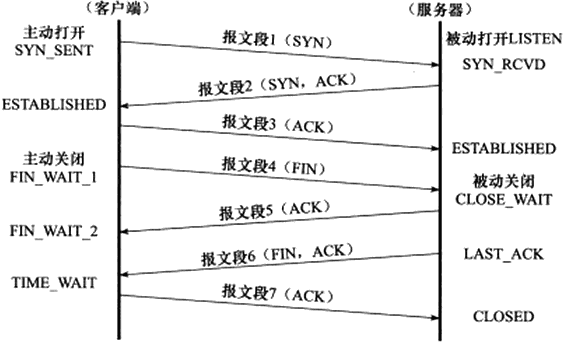 （客户端）
（服务器）
主动打开
SYN_SENT
报文段1（SYN）
被动打开LISTEN
SYN_RCVD
报文段2（SYN，ACK）
ESTABLISHED
报文段3（ACK）
ESTABLISHED
主动关闭
FIN_WAIT_1
报文段4（FIN）
被动关闭
CLOSE_WAIT
报文段5（ACK）
FIN_WAIT_2
报文段6（FIN，ACK）
LAST_ACK
TIME_WAIT
报文段7（ACK）
CLOSED